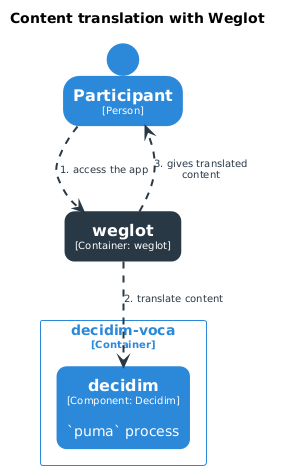 Content translation with Weglot
Participant
[Person]
1. access the app
3. gives translated
content
weglot
[Container: weglot]
2. translate content
decidim-voca
[Container]
decidim
[Component: Decidim]
`puma` process